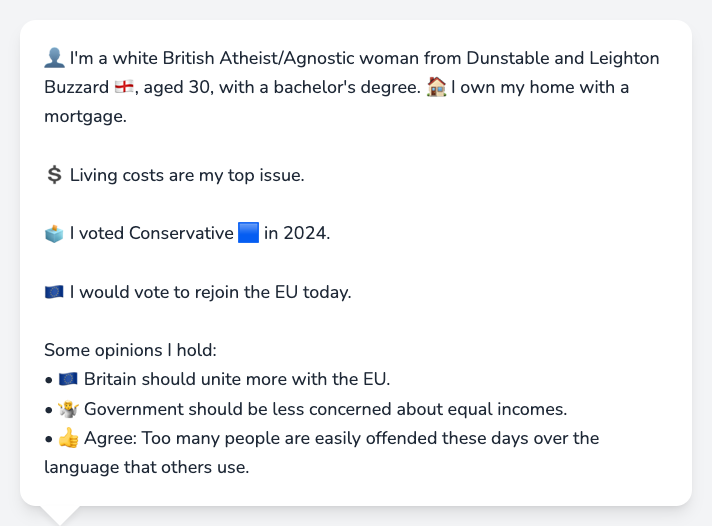 👤 I'm a white British Atheist/Agnostic woman from Dunstable and Leighton
Buzzard 🏴󠁧󠁢󠁥󠁮󠁧󠁿, aged 30, with a bachelor's degree. 🏠 I own my home with a
mortgage.
💲 Living costs are my top issue.
🗳️ I voted Conservative 🟦 in 2024.
🇪🇺 I would vote to rejoin the EU today.
Some opinions I hold:
• 🇪🇺 Britain should unite more with the EU.
• 🤷 Government should be less concerned about equal incomes.
• 👍 Agree: Too many people are easily offended these days over the
language that others use.